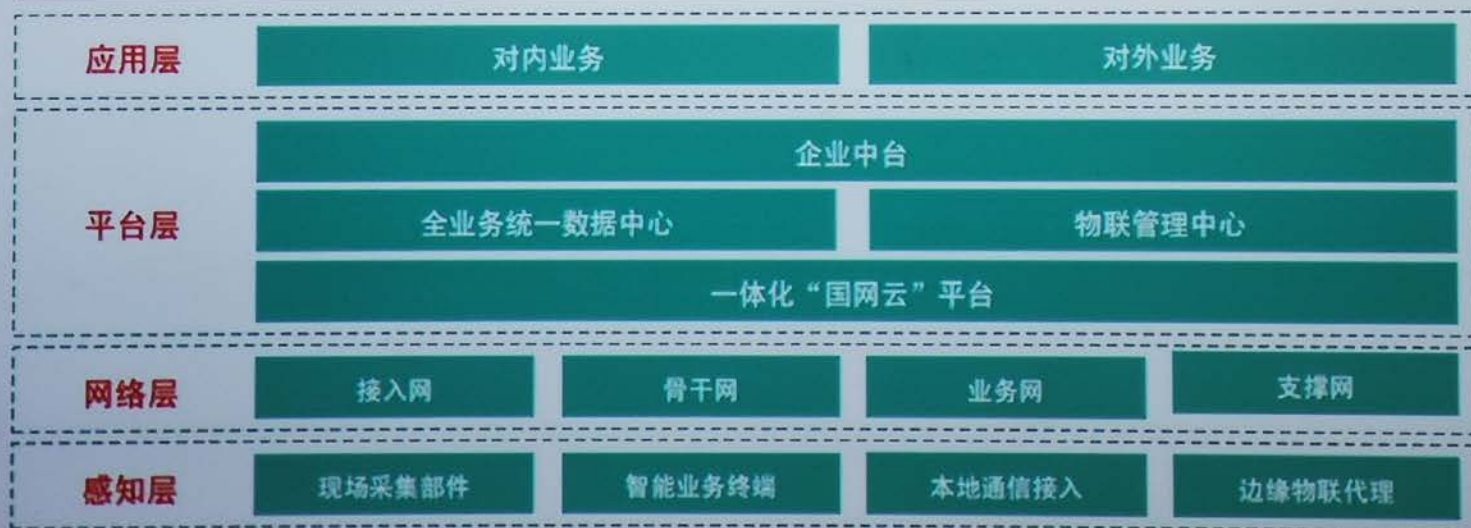 应用层 对内业务 对外业务
企业中台
平台层 全业务统一数据中心 物联管理中心
一体化“国网云”平台
网络层 接入网 骨干网 业务网 支撑网
感知层 现场采集部件 智能业务终端 本地通信接入 边缘物联代理